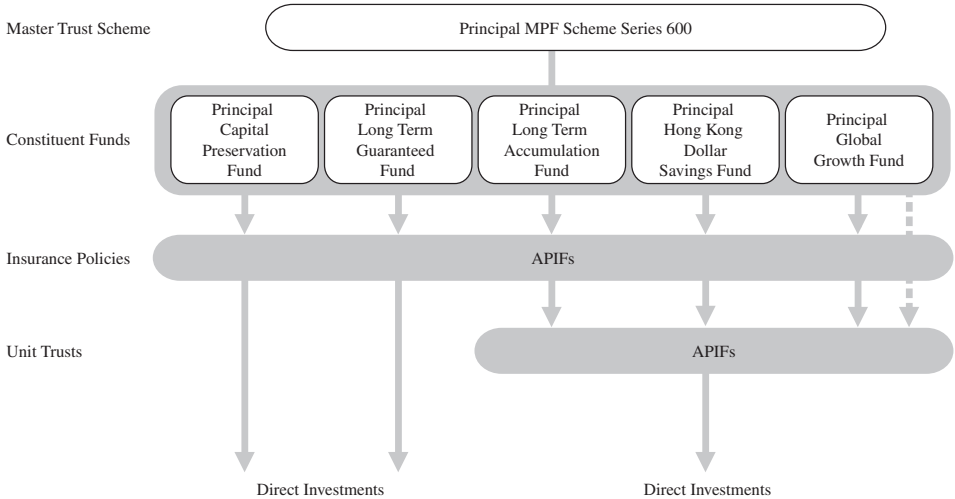 Master Trust Scheme
Principal MPF Scheme Series 600
Constituent Funds
Principal
Capital
Preservation
Fund
Principal
Long Term
Guaranteed
Fund
Principal
Long Term
Accumulation
Fund
Principal
Hong Kong
Dollar
Savings Fund
Principal
Global
Growth Fund
Insurance Policies
APIFs
Unit Trusts
APIFs
Direct Investments
Direct Investments